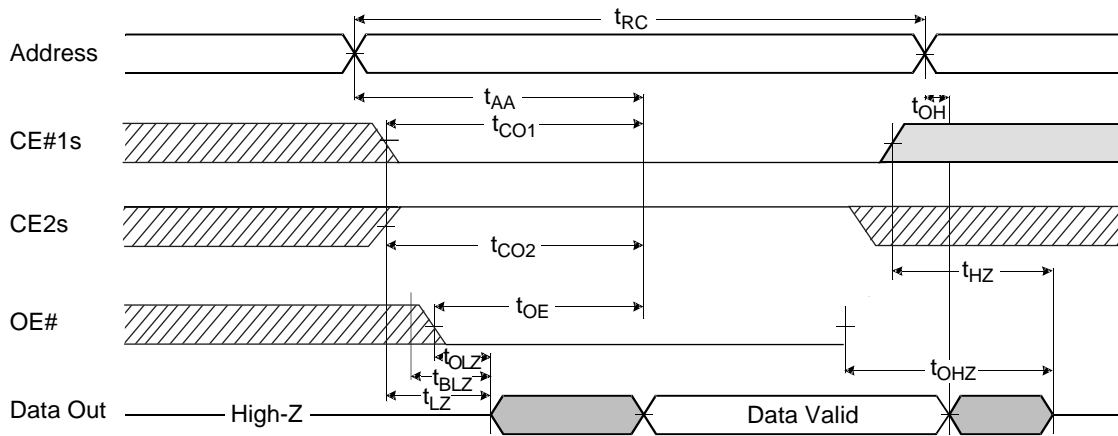 tRC
Address
tAA
tOH
tCO1
CE#1s
CE2s
tCO2
tHZ
tOE
OE#
tOLZ
tOHZ
tBLZ
tLZ
Data Out High-Z Data Valid